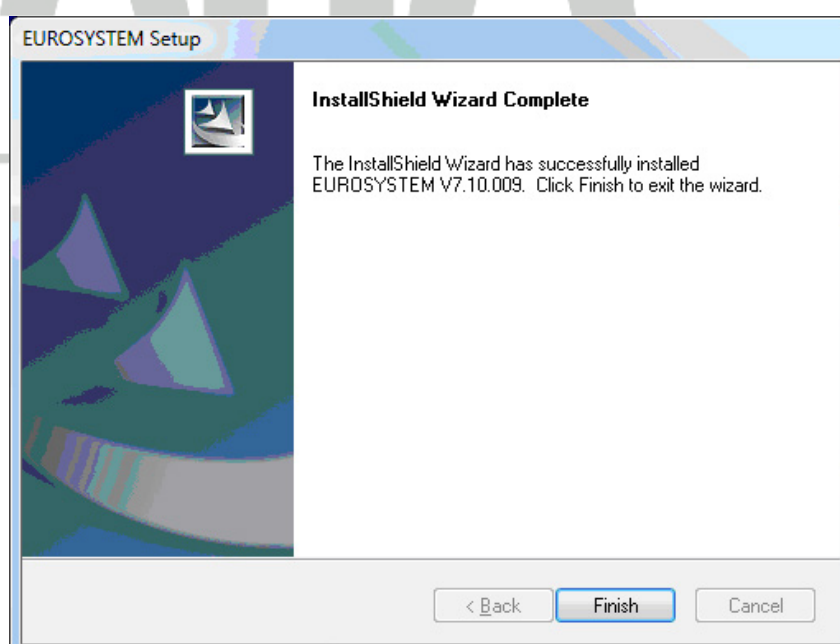 EUROSYSTEM Setup
InstallShield Wizard Complete
The InstallShield Wizard has successfully installed
EUROSYSTEM V7.10.009. Click Finish to exit the wizard.
< Back
Finish
Cancel